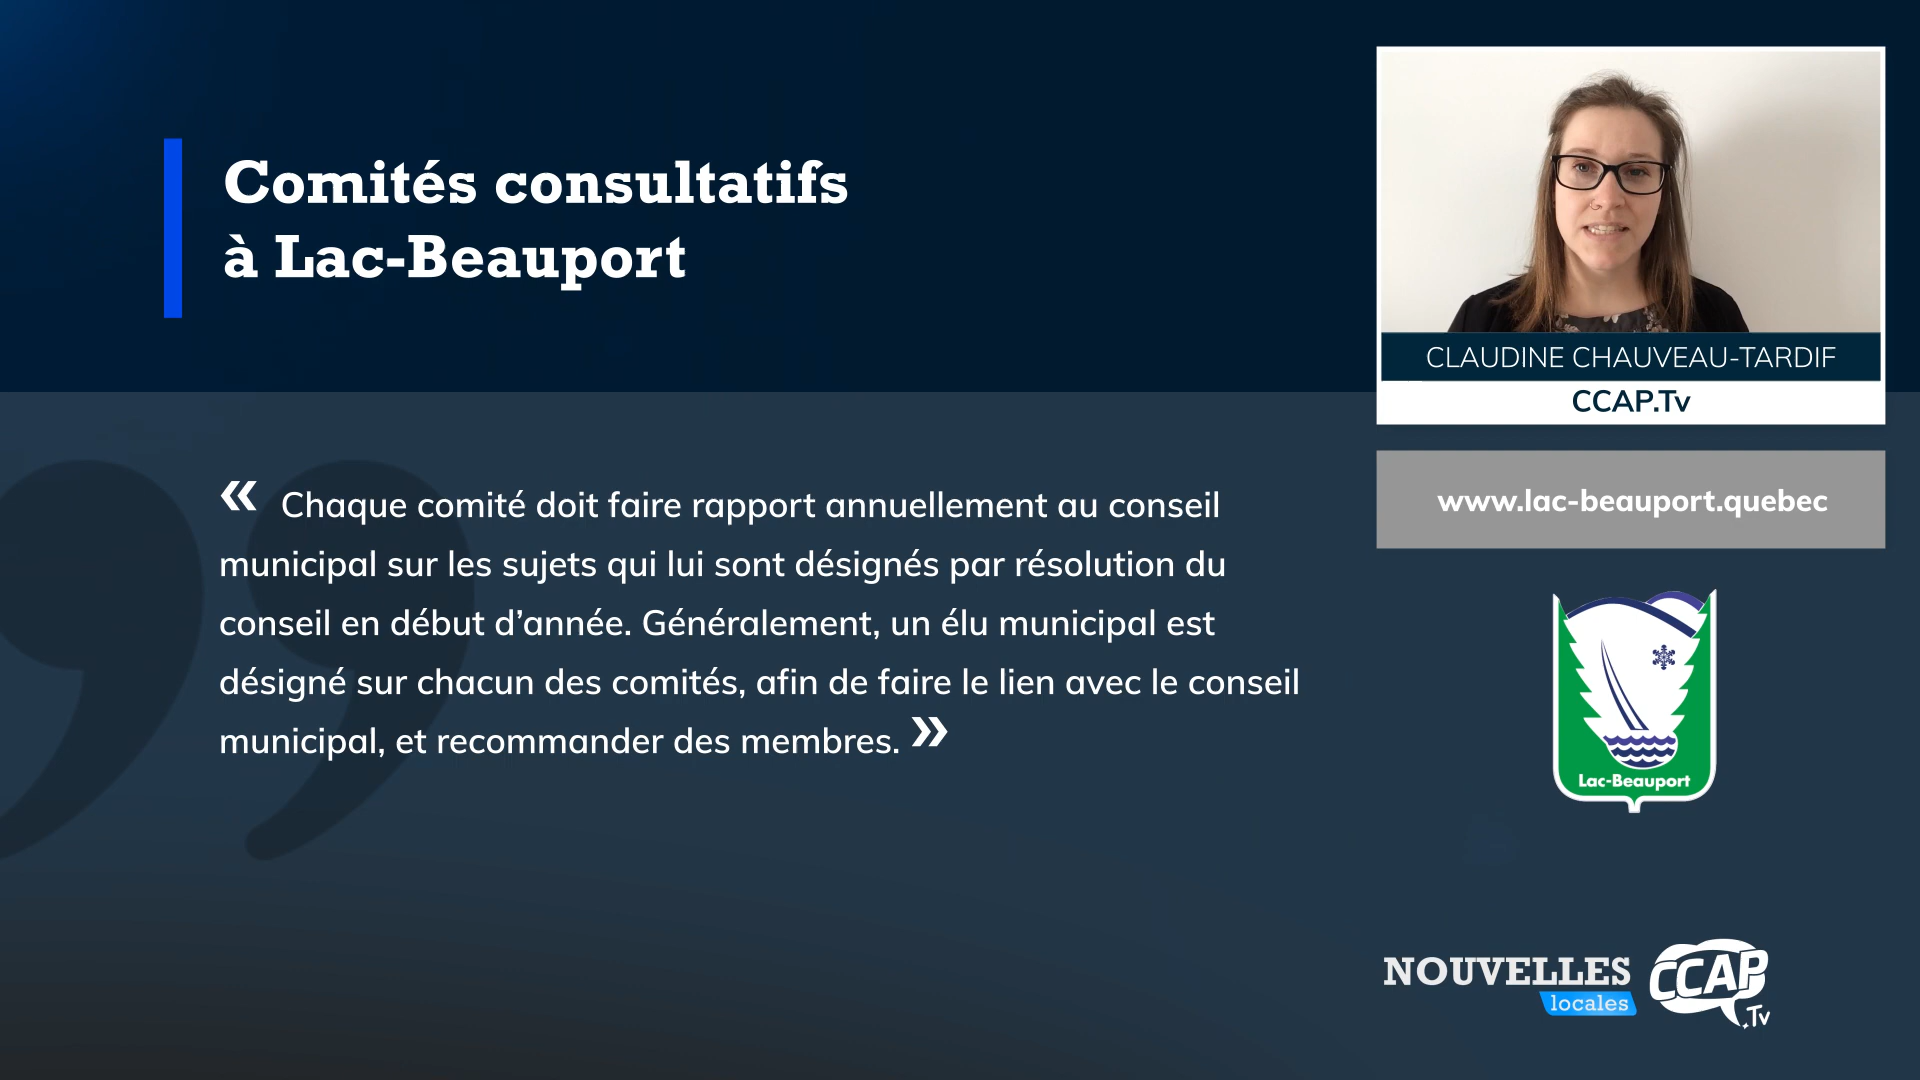 Comités consultatifs
à Lac-Beauport
CLAUDINE CHAUVEAU-TARDIF
CCAP.Tv
« Chaque comité doit faire rapport annuellement au conseil
municipal sur les sujets qui lui sont désignés par résolution du
conseil en début d’année. Généralement, un élu municipal est
désigné sur chacun des comités, afin de faire le lien avec le conseil
municipal, et recommander des membres. »
www.lac-beauport.quebec
Lac-Beauport
NOUVELLES
locales
CCAP
.Tv